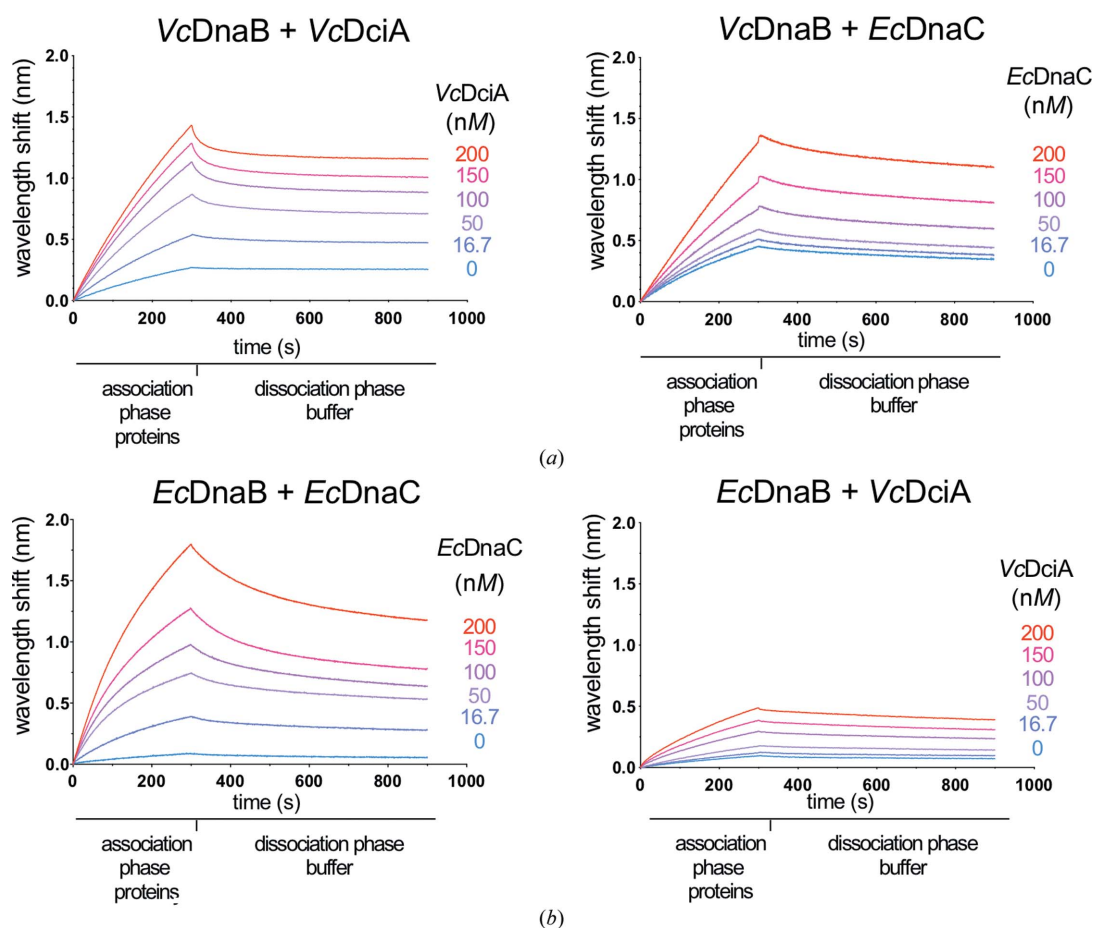 VcDnaB + VcDciA
VcDnaB + EcDnaC
wavelength shift (nm)
2.0
1.5
1.0
0.5
0.0
0 200 400 600 800 1000
time (s)
VcDciA
(nM)
200
150
100
50
16.7
0
association
phase
proteins
dissociation phase
buffer
wavelength shift (nm)
2.0
1.5
1.0
0.5
0.0
0 200 400 600 800 1000
time (s)
EcDnaC
(nM)
200
150
100
50
16.7
0
association
phase
proteins
dissociation phase
buffer
(a)
EcDnaB + EcDnaC
EcDnaB + VcDciA
wavelength shift (nm)
2.0
1.5
1.0
0.5
0.0
0 200 400 600 800 1000
time (s)
EcDnaC
(nM)
200
150
100
50
16.7
0
association
phase
proteins
dissociation phase
buffer
wavelength shift (nm)
2.0
1.5
1.0
0.5
0.0
0 200 400 600 800 1000
time (s)
VcDciA
(nM)
200
150
100
50
16.7
0
association
phase
proteins
dissociation phase
buffer
(b)